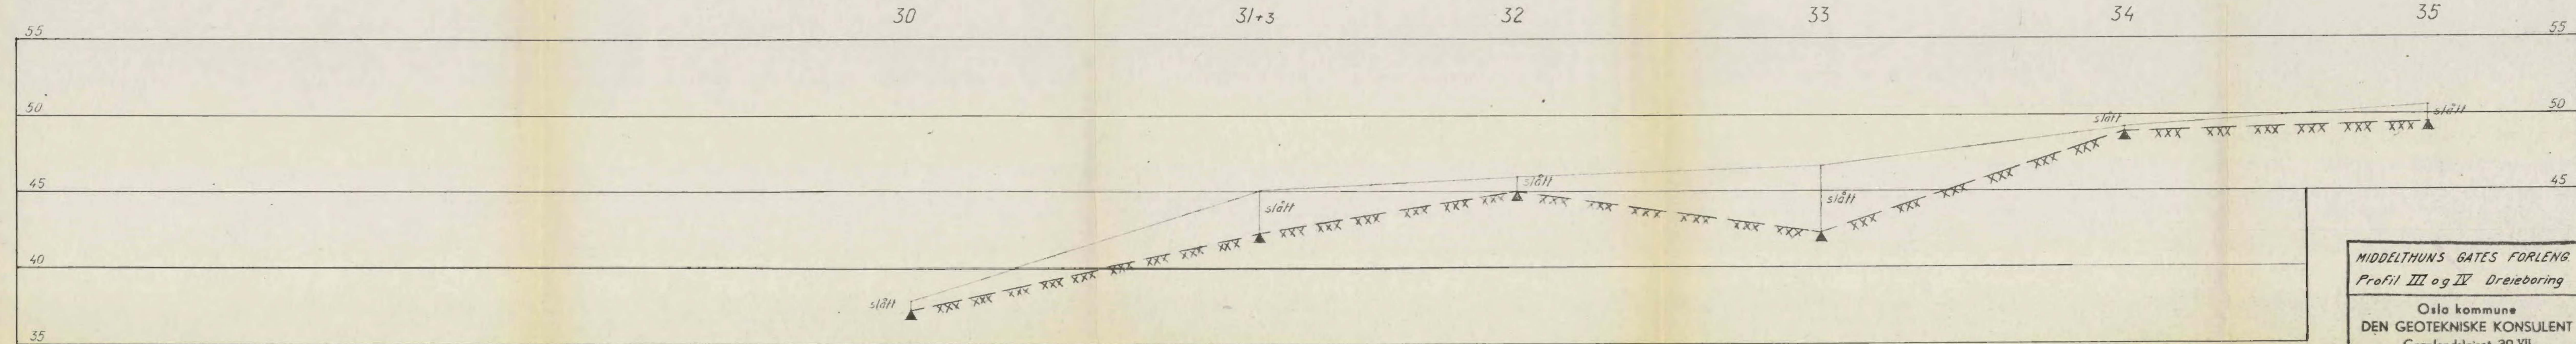 30 31+3 32 33 34 35
55 55
50 50
slått slått
45 45
slått
slått slått
40
slått
35
MIDDELTHUNS GATES FORLENG
Profil III og IV Dreieboring
Oslo kommune
DEN GEOTEKNISKE KONSULENT